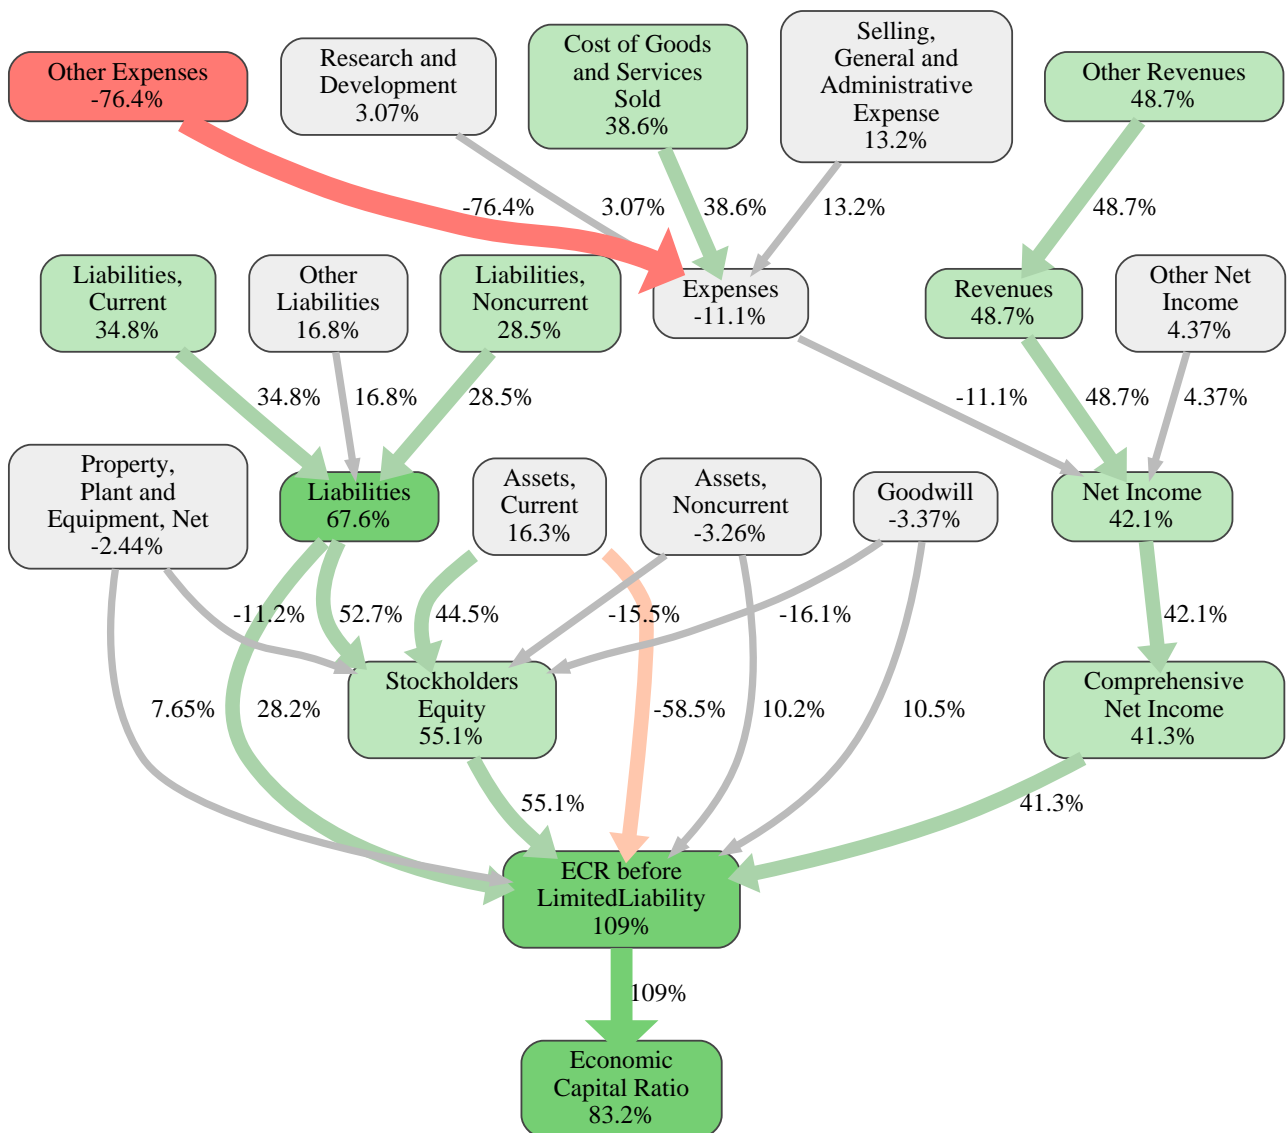 Other Expenses
-76.4%
Research and
Development
3.07%
Cost of Goods
and Services
Sold
38.6%
Selling,
General and
Administrative
Expense
13.2%
Other Revenues
48.7%
-76.4%
3.07%
38.6%
13.2%
48.7%
Liabilities,
Current
34.8%
Other
Liabilities
16.8%
Liabilities,
Noncurrent
28.5%
Expenses
-11.1%
Revenues
48.7%
Other Net
Income
4.37%
34.8%
16.8%
28.5%
-11.1%
48.7%
4.37%
Property,
Plant and
Equipment, Net
-2.44%
Liabilities
67.6%
Assets,
Current
16.3%
Assets,
Noncurrent
-3.26%
Goodwill
-3.37%
Net Income
42.1%
-11.2%
52.7%
44.5%
-15.5%
-16.1%
42.1%
7.65%
28.2%
Stockholders
Equity
55.1%
-58.5%
10.2%
10.5%
Comprehensive
Net Income
41.3%
55.1%
41.3%
ECR before
LimitedLiability
109%
109%
Economic
Capital Ratio
83.2%